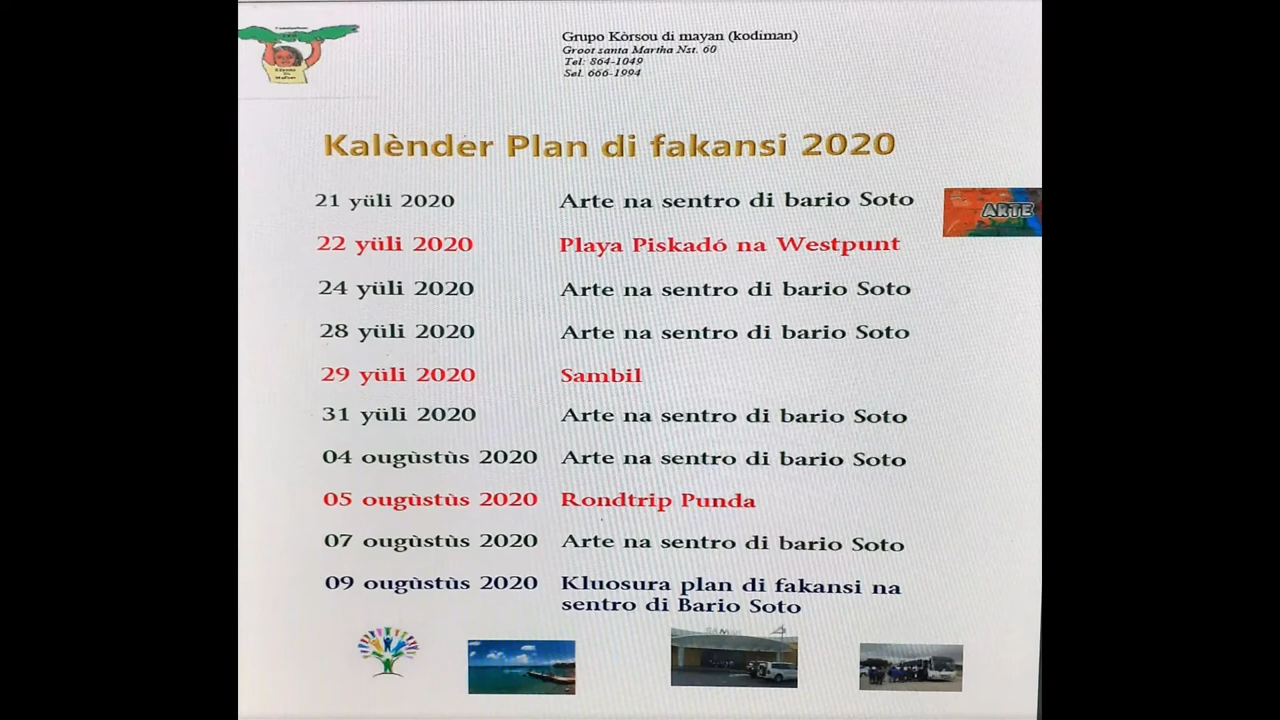 Grupo Kòrsou di mayan (kodiman)
Groot santa Martha Nst. 60
Tel: 864-1049
Sel. 666-1994
Kalènder Plan di fakansi 2020
21 yüli 2020 Arte na sentro di bario Soto
ARTE
22 yüli 2020 Playa Piskadó na Westpunt
24 yüli 2020 Arte na sentro di bario Soto
28 yüli 2020 Arte na sentro di bario Soto
29 yüli 2020 Sambil
31 yüli 2020 Arte na sentro di bario Soto
04 ougùstùs 2020 Arte na sentro di bario Soto
05 ougùstùs 2020 Rondtrip Punda
07 ougùstùs 2020 Arte na sentro di bario Soto
09 ougùstùs 2020 Kluosura plan di fakansi na
sentro di Bario Soto